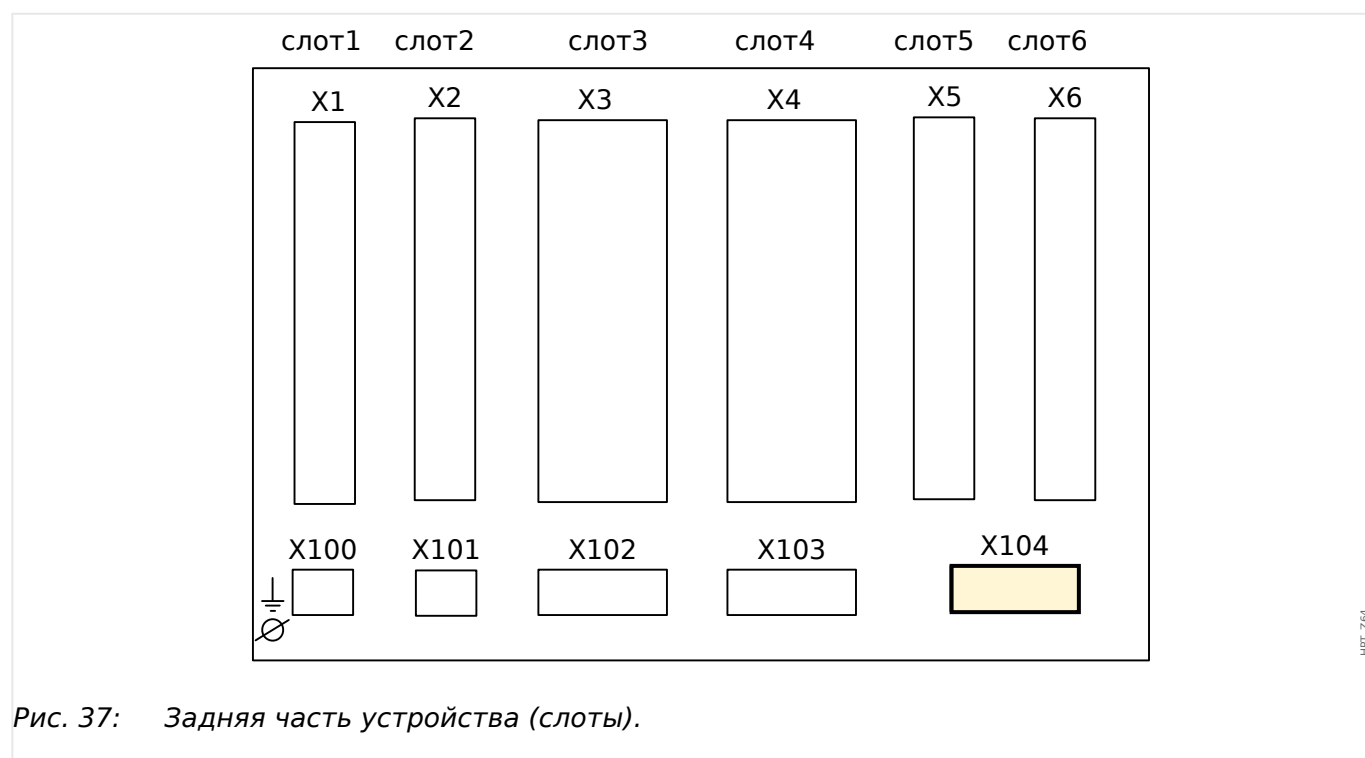 слот1 слот2 слот3 слот4 слот5 слот6
X1 X2 X3 X4 X5 X6
X100 X101 X102 X103 X104
Рис. 37: Задняя часть устройства (слоты).